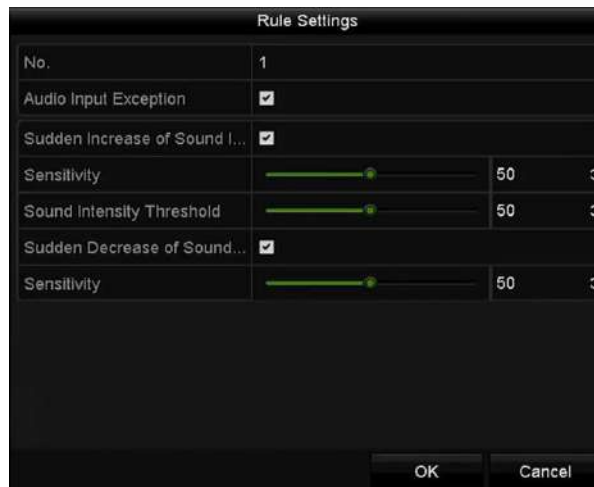 Rule Settings
No. 1
Audio Input Exception
Sudden Increase of Sound I...
Sensitivity 50
Sound Intensity Threshold 50
Sudden Decrease of Sound...
Sensitivity 50
OK Cancel